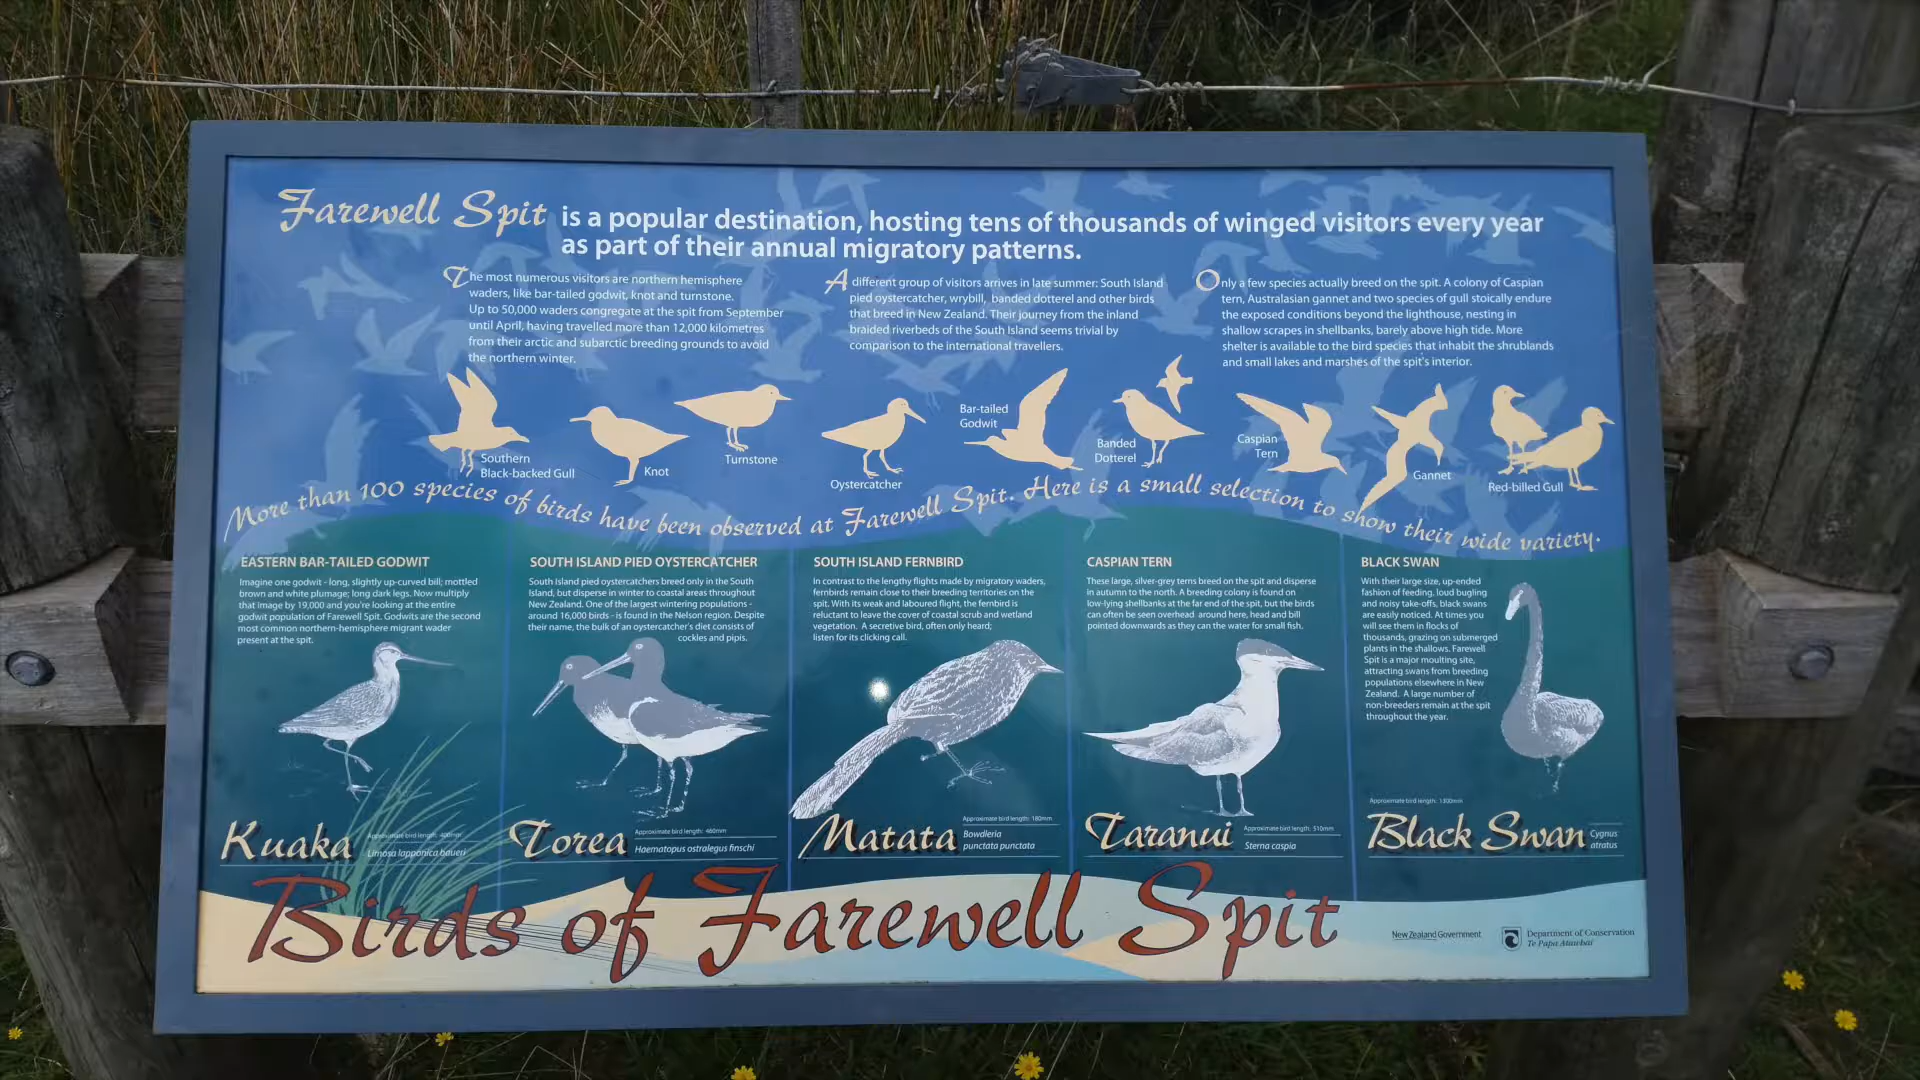 Farewell Spit is a popular destination, hosting tens of thousands of winged visitors every year
as part of their annual migratory patterns.
The most numerous visitors are northern hemisphere
waders, like bar-tailed godwit, knot and turnstone.
Up to 50,000 waders congregate at the spit from September
until April, having travelled more than 12,000 kilometres
from their arctic and subarctic breeding grounds to avoid
the northern winter.
A different group of visitors arrives in late summer: South Island
pied oystercatcher, wrybill, banded dotterel and other birds
that breed in New Zealand. Their journey from the inland
braided riverbeds of the South Island seems trivial by
comparison to the international travellers.
Only a few species actually breed on the spit. A colony of Caspian
tern, Australasian gannet and two species of gull stoically endure
the exposed conditions beyond the lighthouse, nesting in
shallow scrapes in shellbanks, barely above high tide. More
shelter is available to the bird species that inhabit the shrublands
and small lakes and marshes of the spit's interior.
Southern
Black-backed Gull
Knot
Turnstone
Oystercatcher
Bar-tailed
Godwit
Banded
Dotterel
Caspian
Tern
Gannet
Red-billed Gull
More than 100 species of birds have been observed at Farewell Spit. Here is a small selection to show their wide variety.
EASTERN BAR-TAILED GODWIT
Imagine one godwit - long, slightly up-curved bill; mottled
brown and white plumage; long dark legs. Now multiply
that image by 19,000 and you're looking at the entire
godwit population of Farewell Spit. Godwits are the second
most common northern-hemisphere migrant wader
present at the spit.
Kuaka
Approximate bird length: 400mm
Limosa lapponica baueri
SOUTH ISLAND PIED OYSTERCATCHER
South Island pied oystercatchers breed only in the South
Island, but disperse in winter to coastal areas throughout
New Zealand. One of the largest wintering populations -
around 16,000 birds - is found in the Nelson region. Despite
their name, the bulk of an oystercatcher's diet consists of
cockles and pipis.
Torea
Approximate bird length: 460mm
Haematopus ostralegus finschi
SOUTH ISLAND FERNBIRD
In contrast to the lengthy flights made by migratory waders,
fernbirds remain close to their breeding territories on the
spit. With its weak and laboured flight, the fernbird is
reluctant to leave the cover of coastal scrub and wetland
vegetation. A secretive bird, often only heard;
listen for its clicking call.
Matata
Approximate bird length: 180mm
Bowdleria
punctata punctata
CASPIAN TERN
These large, silver-grey terns breed on the spit and disperse
in autumn to the north. A breeding colony is found on
low-lying shellbanks at the far end of the spit, but the birds
can often be seen overhead around here, head and bill
pointed downwards as they can the water for small fish.
Taranui
Approximate bird length: 510mm
Sterna caspia
BLACK SWAN
With their large size, up-ended
fashion of feeding, loud bugling
and noisy take-offs, black swans
are easily noticed. At times you
will see them in flocks of
thousands, grazing on submerged
plants in the shallows. Farewell
Spit is a major moulting site,
attracting swans from breeding
populations elsewhere in New
Zealand. A large number of
non-breeders remain at the spit
throughout the year.
Approximate bird length: 1300mm
Black Swan
Cygnus
atratus
Birds of Farewell Spit
New Zealand Government
Department of Conservation
Te Papa Atawhai